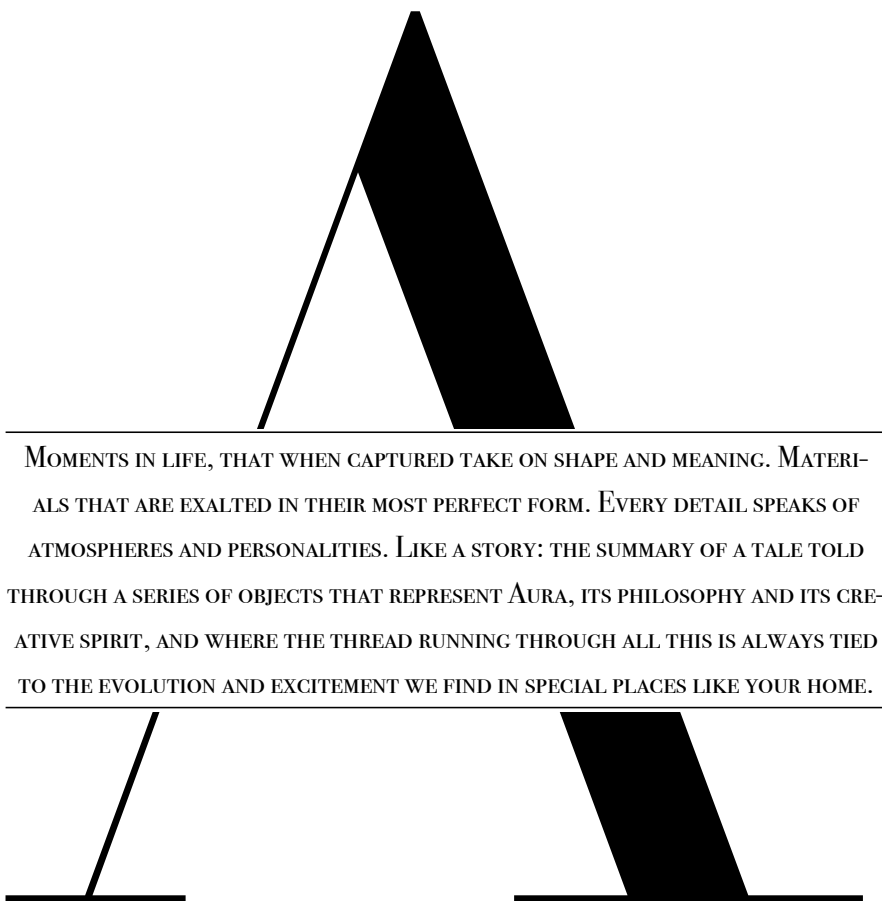 A
Moments in life, that when captured take on shape and meaning. Materi-
als that are exalted in their most perfect form. Every detail speaks of
atmospheres and personalities. Like a story: the summary of a tale told
through a series of objects that represent Aura, its philosophy and its cre-
ative spirit, and where the thread running through all this is always tied
to the evolution and excitement we find in special places like your home.